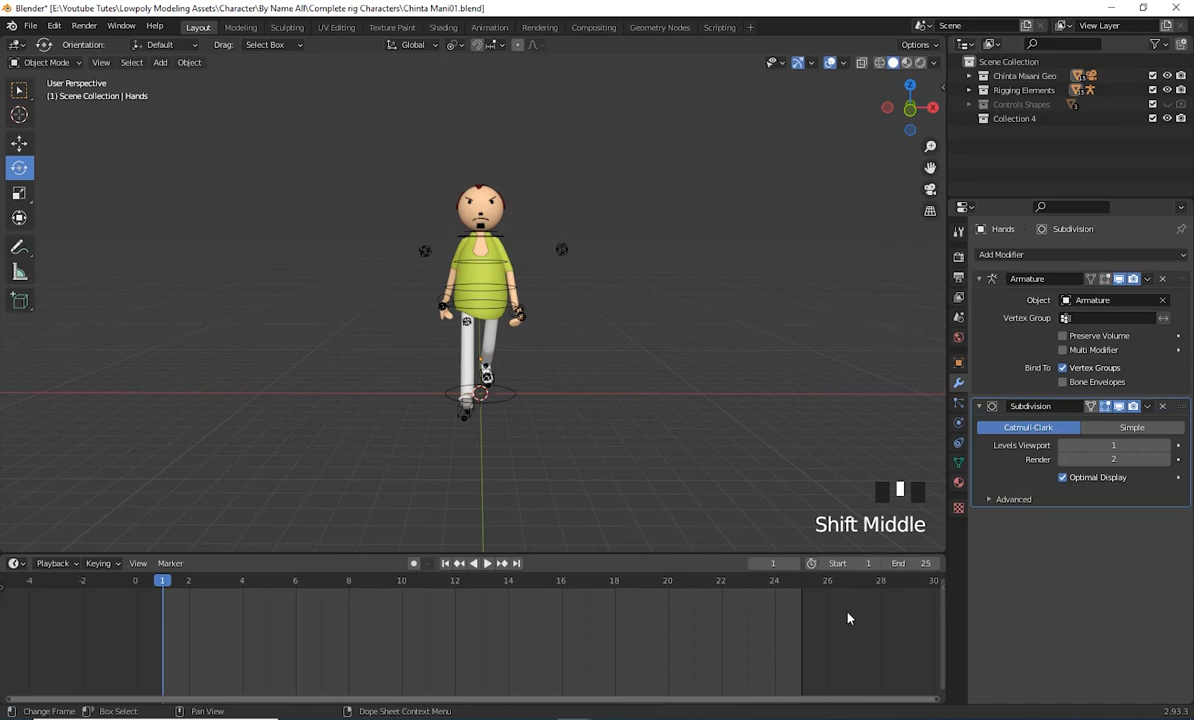 Blender* [E:\Youtube Tutes\Lowpoly Modeling Assets\Character\By Name All\Complete rig Characters\Chinta Mani01.blend]
File Edit Render Window Help Layout Modeling Sculpting UV Editing Texture Paint Shading Animation Rendering Compositing Geometry Nodes Scripting + Scene View Layer
Orientation: Default Drag: Select Box Global Options
Object Mode View Select Add Object
User Perspective
(1) Scene Collection | Hands
Z
X
Scene Collection
Chinta Maani Geo
Rigging Elements
Controls Shapes
Collection 4
Hands Subdivision
Add Modifier
Armature
Object Armature
Vertex Group
Preserve Volume
Multi Modifier
Bind To Vertex Groups
Bone Envelopes
Subdivision
Catmull-Clark Simple
Levels Viewport 1
Render 2
Optimal Display
Advanced
Shift Middle
Playback Keying View Marker 1 Start 1 End 25
-4 -2 0 1 2 4 6 8 10 12 14 16 18 20 22 24 26 28 30
Change Frame Box Select Pan View Dope Sheet Context Menu 2.93.3